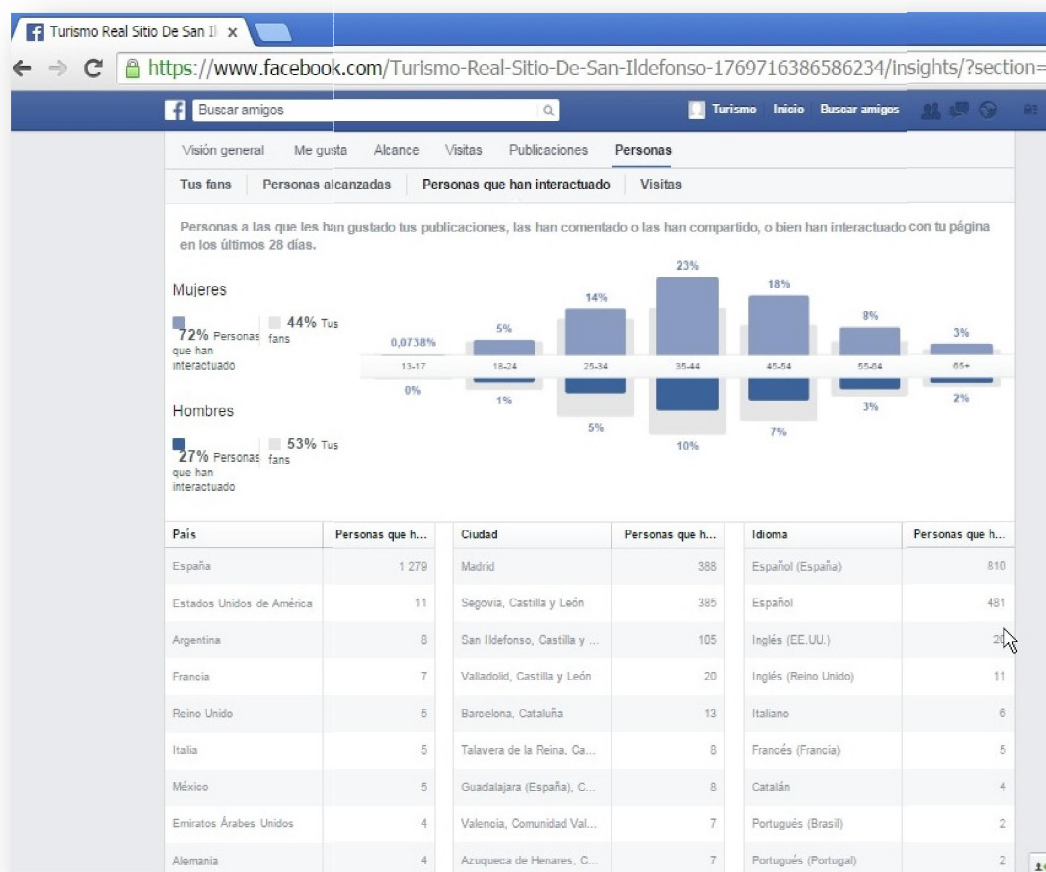 Turismo Real Sitio De San Il x
https://www.facebook.com/Turismo-Real-Sitio-De-San-Ildefonso-1769716386586234/insights/?section=
Buscar amigos
Turismo Inicio Buscar amigos
Visión general Me gusta Alcance Visitas Publicaciones Personas
Tus fans Personas alcanzadas Personas que han interactuado Visitas
Personas a las que les han gustado tus publicaciones, las han comentado o las han compartido, o bien han interactuado con tu página
en los últimos 28 días.
Mujeres
72% Personas que han interactuado
44% Tus fans
0,0738% 5% 14% 23% 18% 8% 3%
13-17 18-24 25-34 35-44 45-54 55-64 65+
0% 1% 5% 10% 7% 3% 2%
Hombres
27% Personas que han interactuado
53% Tus fans
País Personas que h... Ciudad Personas que h... Idioma Personas que h...
España 1 279 Madrid 388 Español (España) 810
Estados Unidos de América 11 Segovia, Castilla y León 385 Español 481
Argentina 8 San Ildefonso, Castilla y ... 105 Inglés (EE.UU.) 20
Francia 7 Valladolid, Castilla y León 20 Inglés (Reino Unido) 11
Reino Unido 5 Barcelona, Cataluña 13 Italiano 6
Italia 5 Talavera de la Reina, Ca... 8 Francés (Francia) 5
México 5 Guadalajara (España), C... 8 Catalán 4
Emiratos Árabes Unidos 4 Valencia, Comunidad Val... 7 Portugués (Brasil) 2
Alemania 4 Azuqueca de Henares, C... 7 Portugués (Portugal) 2